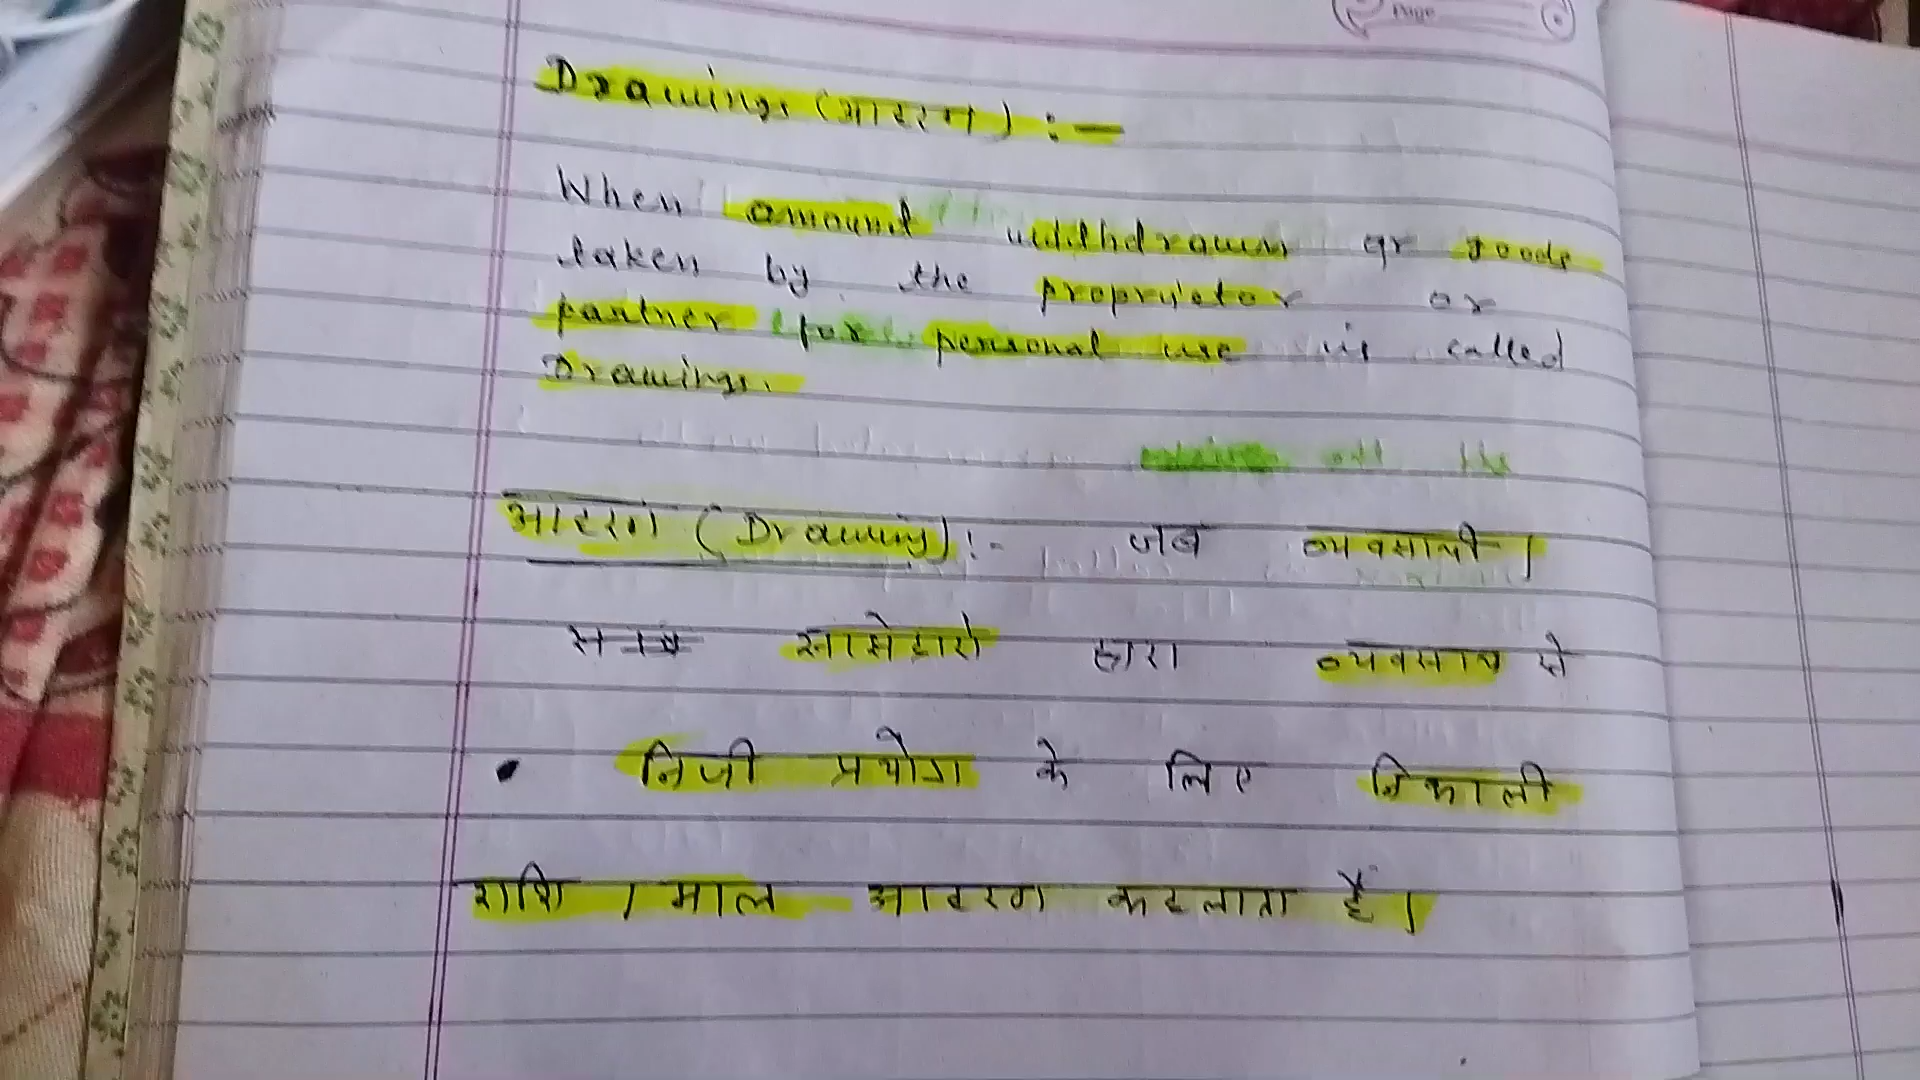 Page
Drawings (आहरण) :-
When amount withdrawn or goods
taken by the proprietor or
partner for personal use is called
Drawings.
आहरण (Drawing) :- जब व्यवसायी /
साझेदारो द्वारा व्यवसाय से
निजी प्रयोग के लिए निकाली
राशि / माल आहरण कहलाता है।